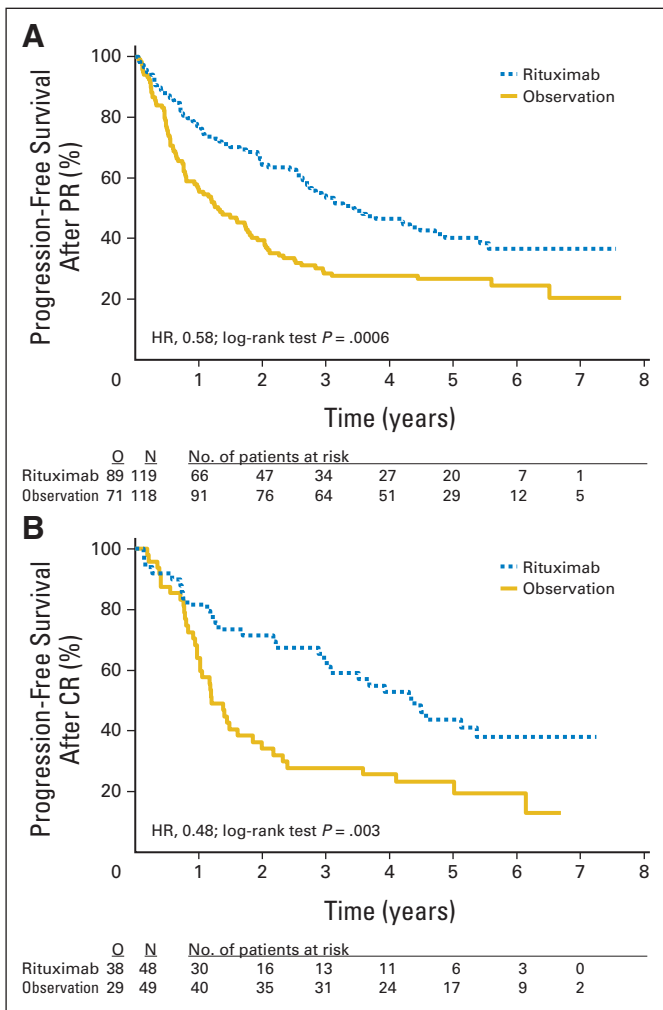 A
Progression-Free Survival
After PR (%)
100
80
60
40
20
0
Rituximab
Observation
HR, 0.58; log-rank test P = .0006
1 2 3 4 5 6 7 8
Time (years)
O N No. of patients at risk
Rituximab 89 119 66 47 34 27 20 7 1
Observation 71 118 91 76 64 51 29 12 5
B
Progression-Free Survival
After CR (%)
100
80
60
40
20
0
Rituximab
Observation
HR, 0.48; log-rank test P = .003
1 2 3 4 5 6 7 8
Time (years)
O N No. of patients at risk
Rituximab 38 48 30 16 13 11 6 3 0
Observation 29 49 40 35 31 24 17 9 2